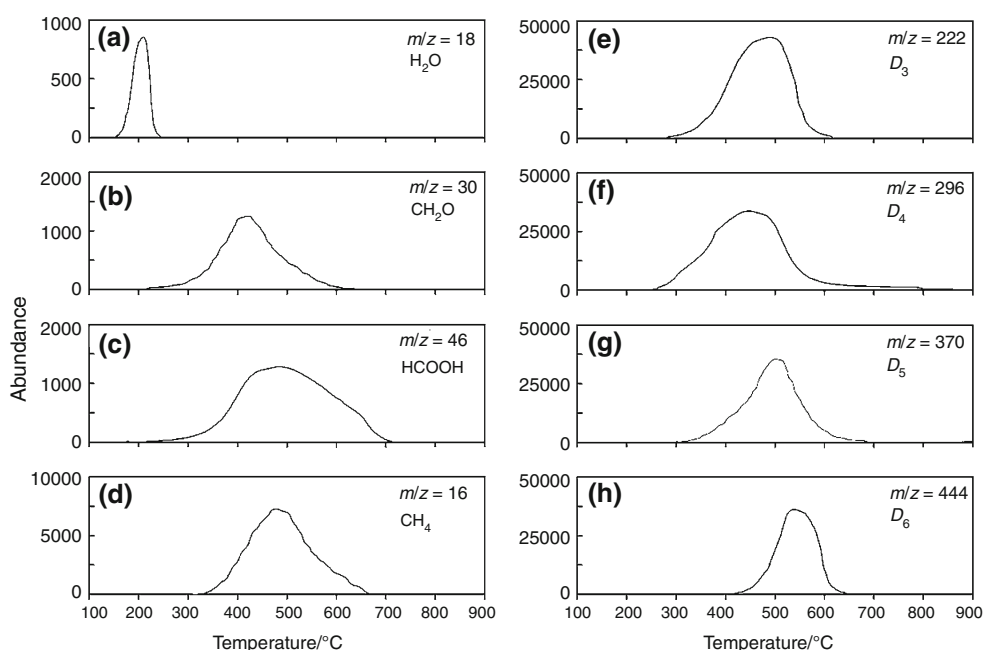 Abundance
(a)
m/z = 18
H₂O
1000
500
0
(b)
m/z = 30
CH₂O
2000
1000
0
(c)
m/z = 46
HCOOH
2000
1000
0
(d)
m/z = 16
CH₄
10000
5000
0
100 200 300 400 500 600 700 800 900
Temperature/°C
(e)
m/z = 222
D₃
50000
25000
0
(f)
m/z = 296
D₄
50000
25000
0
(g)
m/z = 370
D₅
50000
25000
0
(h)
m/z = 444
D₆
50000
25000
0
100 200 300 400 500 600 700 800 900
Temperature/°C